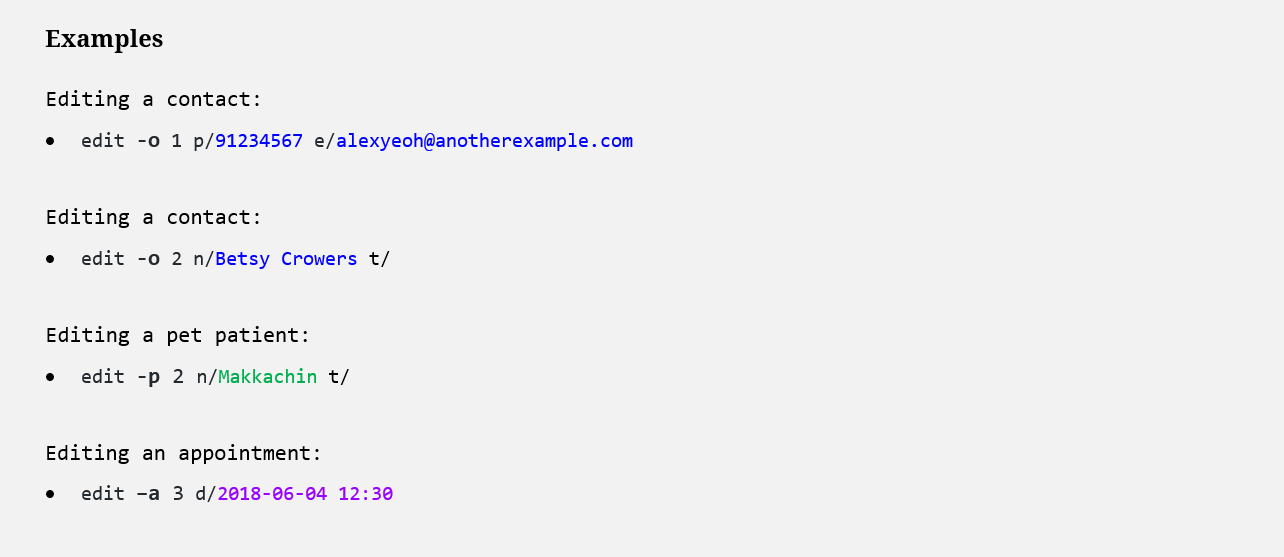 Examples
Editing a contact:
• edit -o 1 p/91234567 e/alexyeoh@anotherexample.com
Editing a contact:
• edit -o 2 n/Betsy Crowers t/
Editing a pet patient:
• edit -p 2 n/Makkachin t/
Editing an appointment:
• edit –a 3 d/2018-06-04 12:30